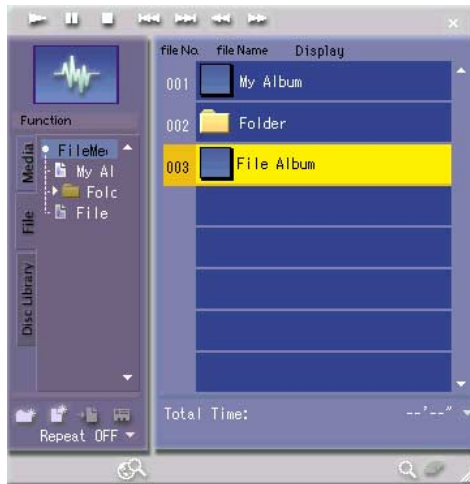 file No. file Name Display
001 My Album
Function
002 Folder
Media
FileMe
003 File Album
My Al
Folc
File
File
Disc Library
Total Time: --'--"
Repeat OFF